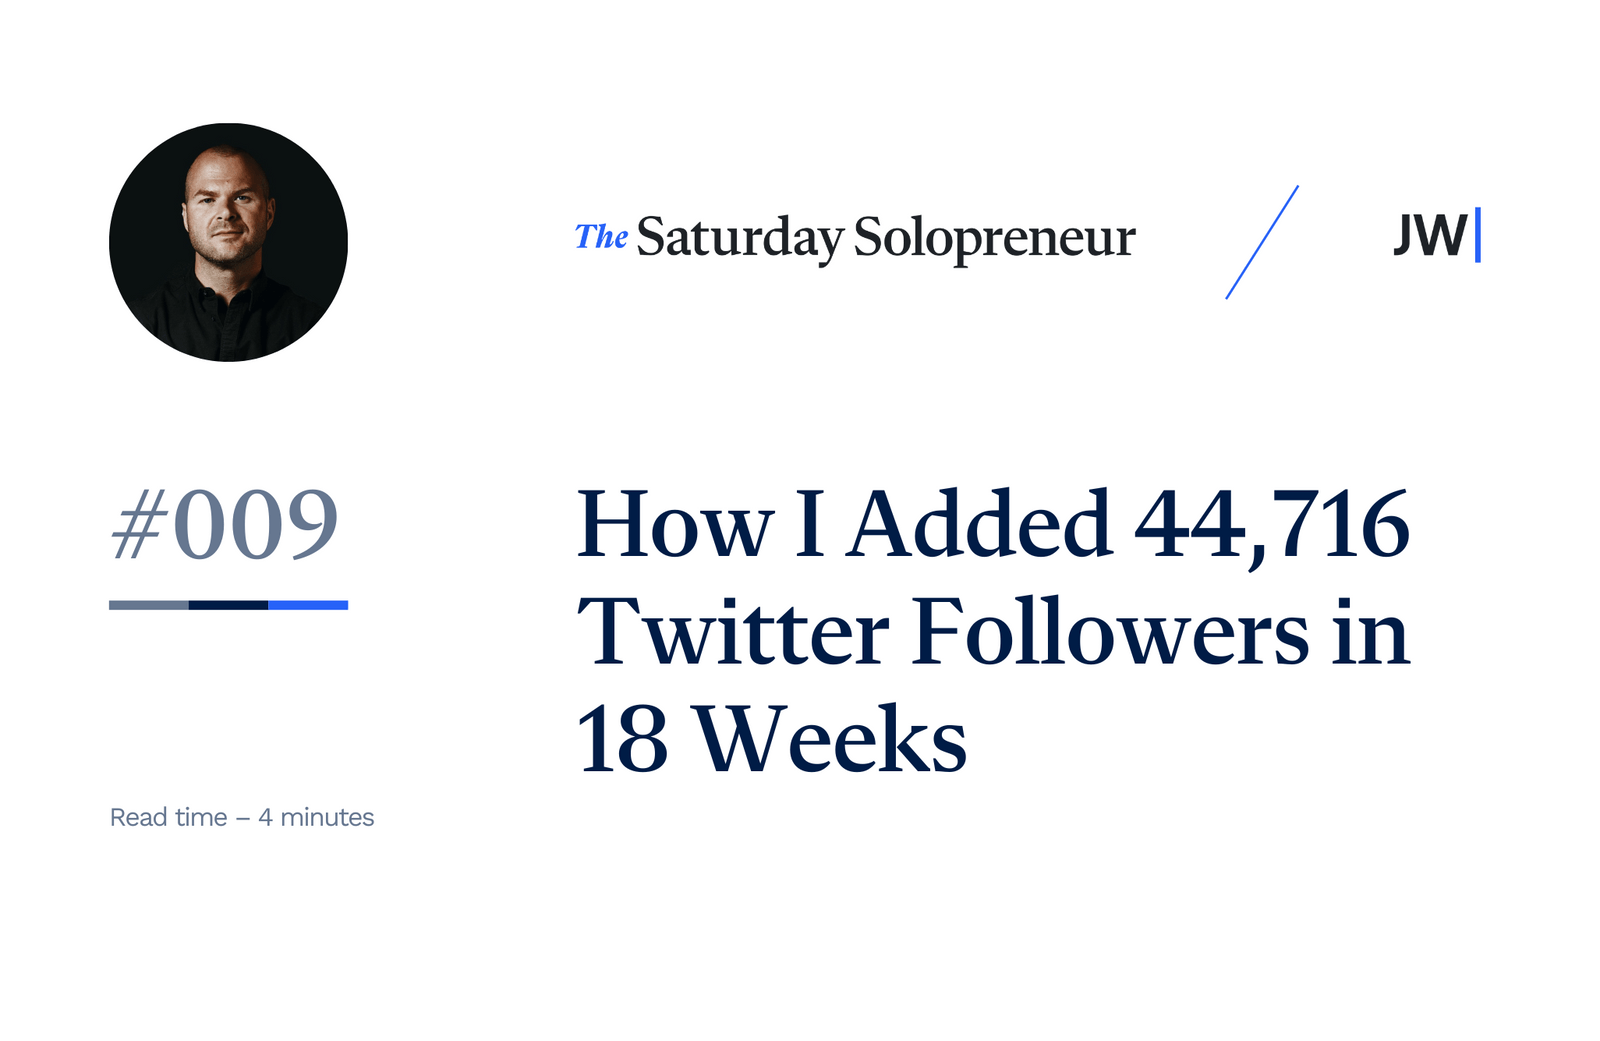 The Saturday Solopreneur
JW|
#009
How I Added 44,716
Twitter Followers in
18 Weeks
Read time – 4 minutes